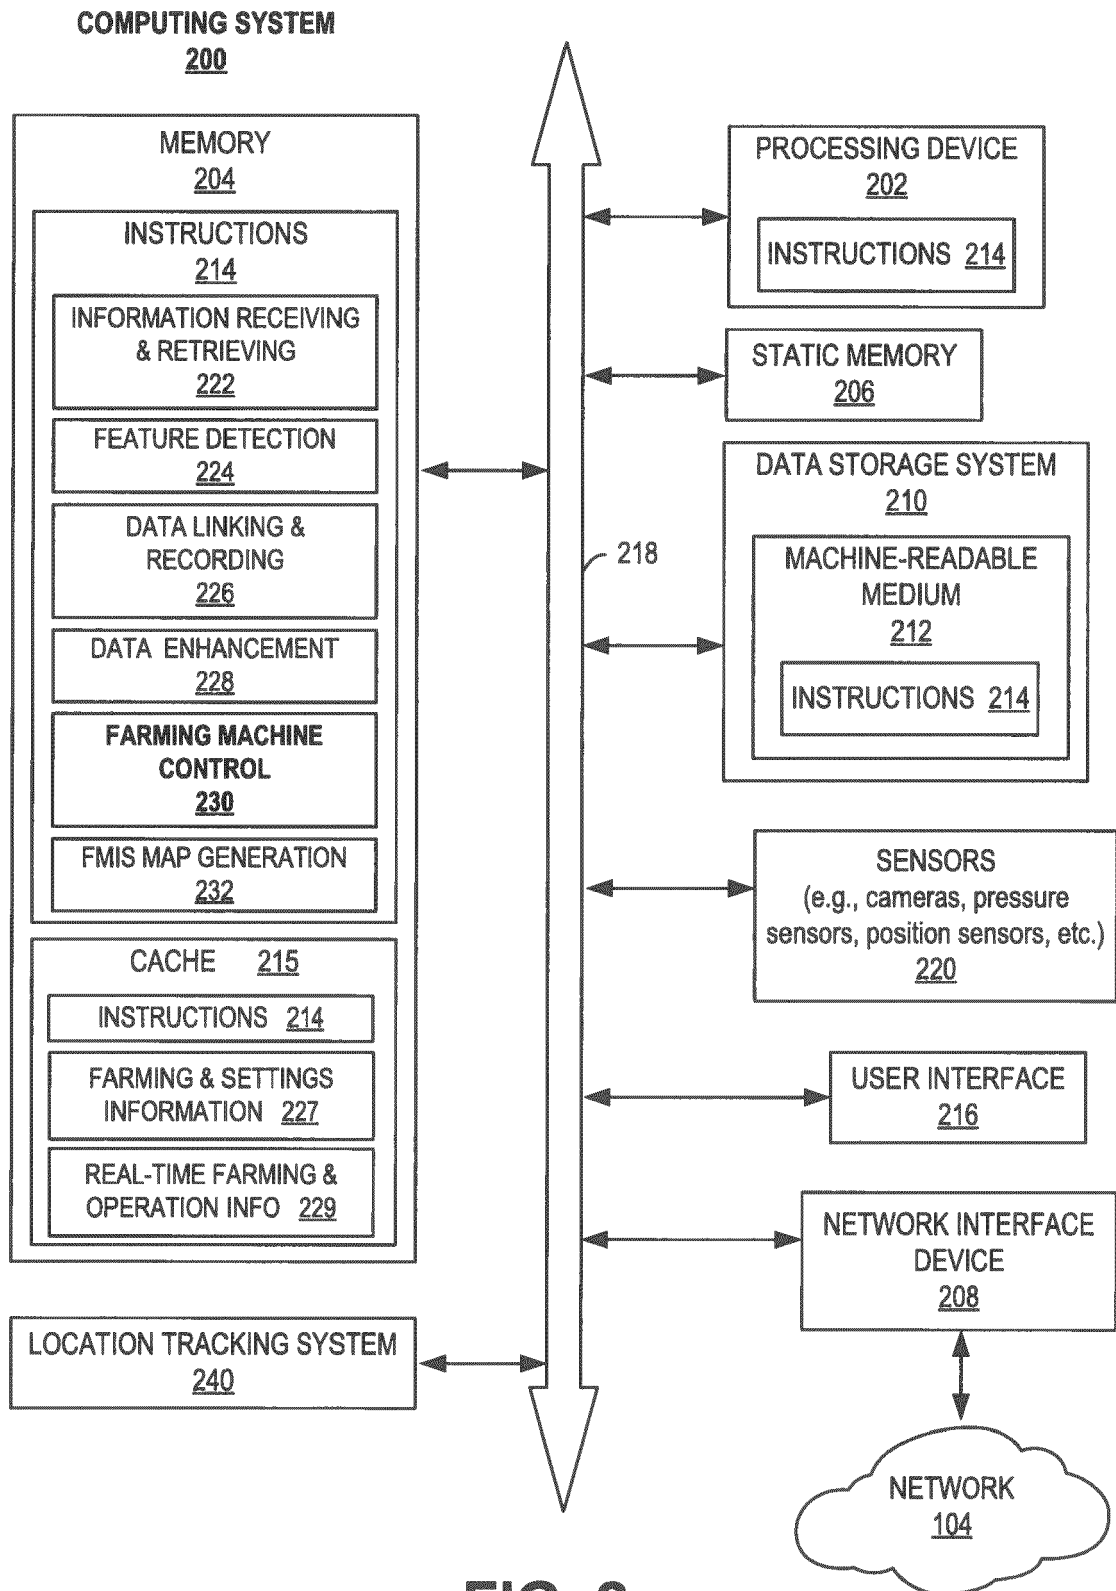 COMPUTING SYSTEM
200
MEMORY
204
INSTRUCTIONS
214
INFORMATION RECEIVING
& RETRIEVING
222
FEATURE DETECTION
224
DATA LINKING &
RECORDING
226
DATA ENHANCEMENT
228
FARMING MACHINE
CONTROL
230
FMIS MAP GENERATION
232
CACHE 215
INSTRUCTIONS 214
FARMING & SETTINGS
INFORMATION 227
REAL-TIME FARMING &
OPERATION INFO 229
LOCATION TRACKING SYSTEM
240
218
PROCESSING DEVICE
202
INSTRUCTIONS 214
STATIC MEMORY
206
DATA STORAGE SYSTEM
210
MACHINE-READABLE
MEDIUM
212
INSTRUCTIONS 214
SENSORS
(e.g., cameras, pressure
sensors, position sensors, etc.)
220
USER INTERFACE
216
NETWORK INTERFACE
DEVICE
208
NETWORK
104